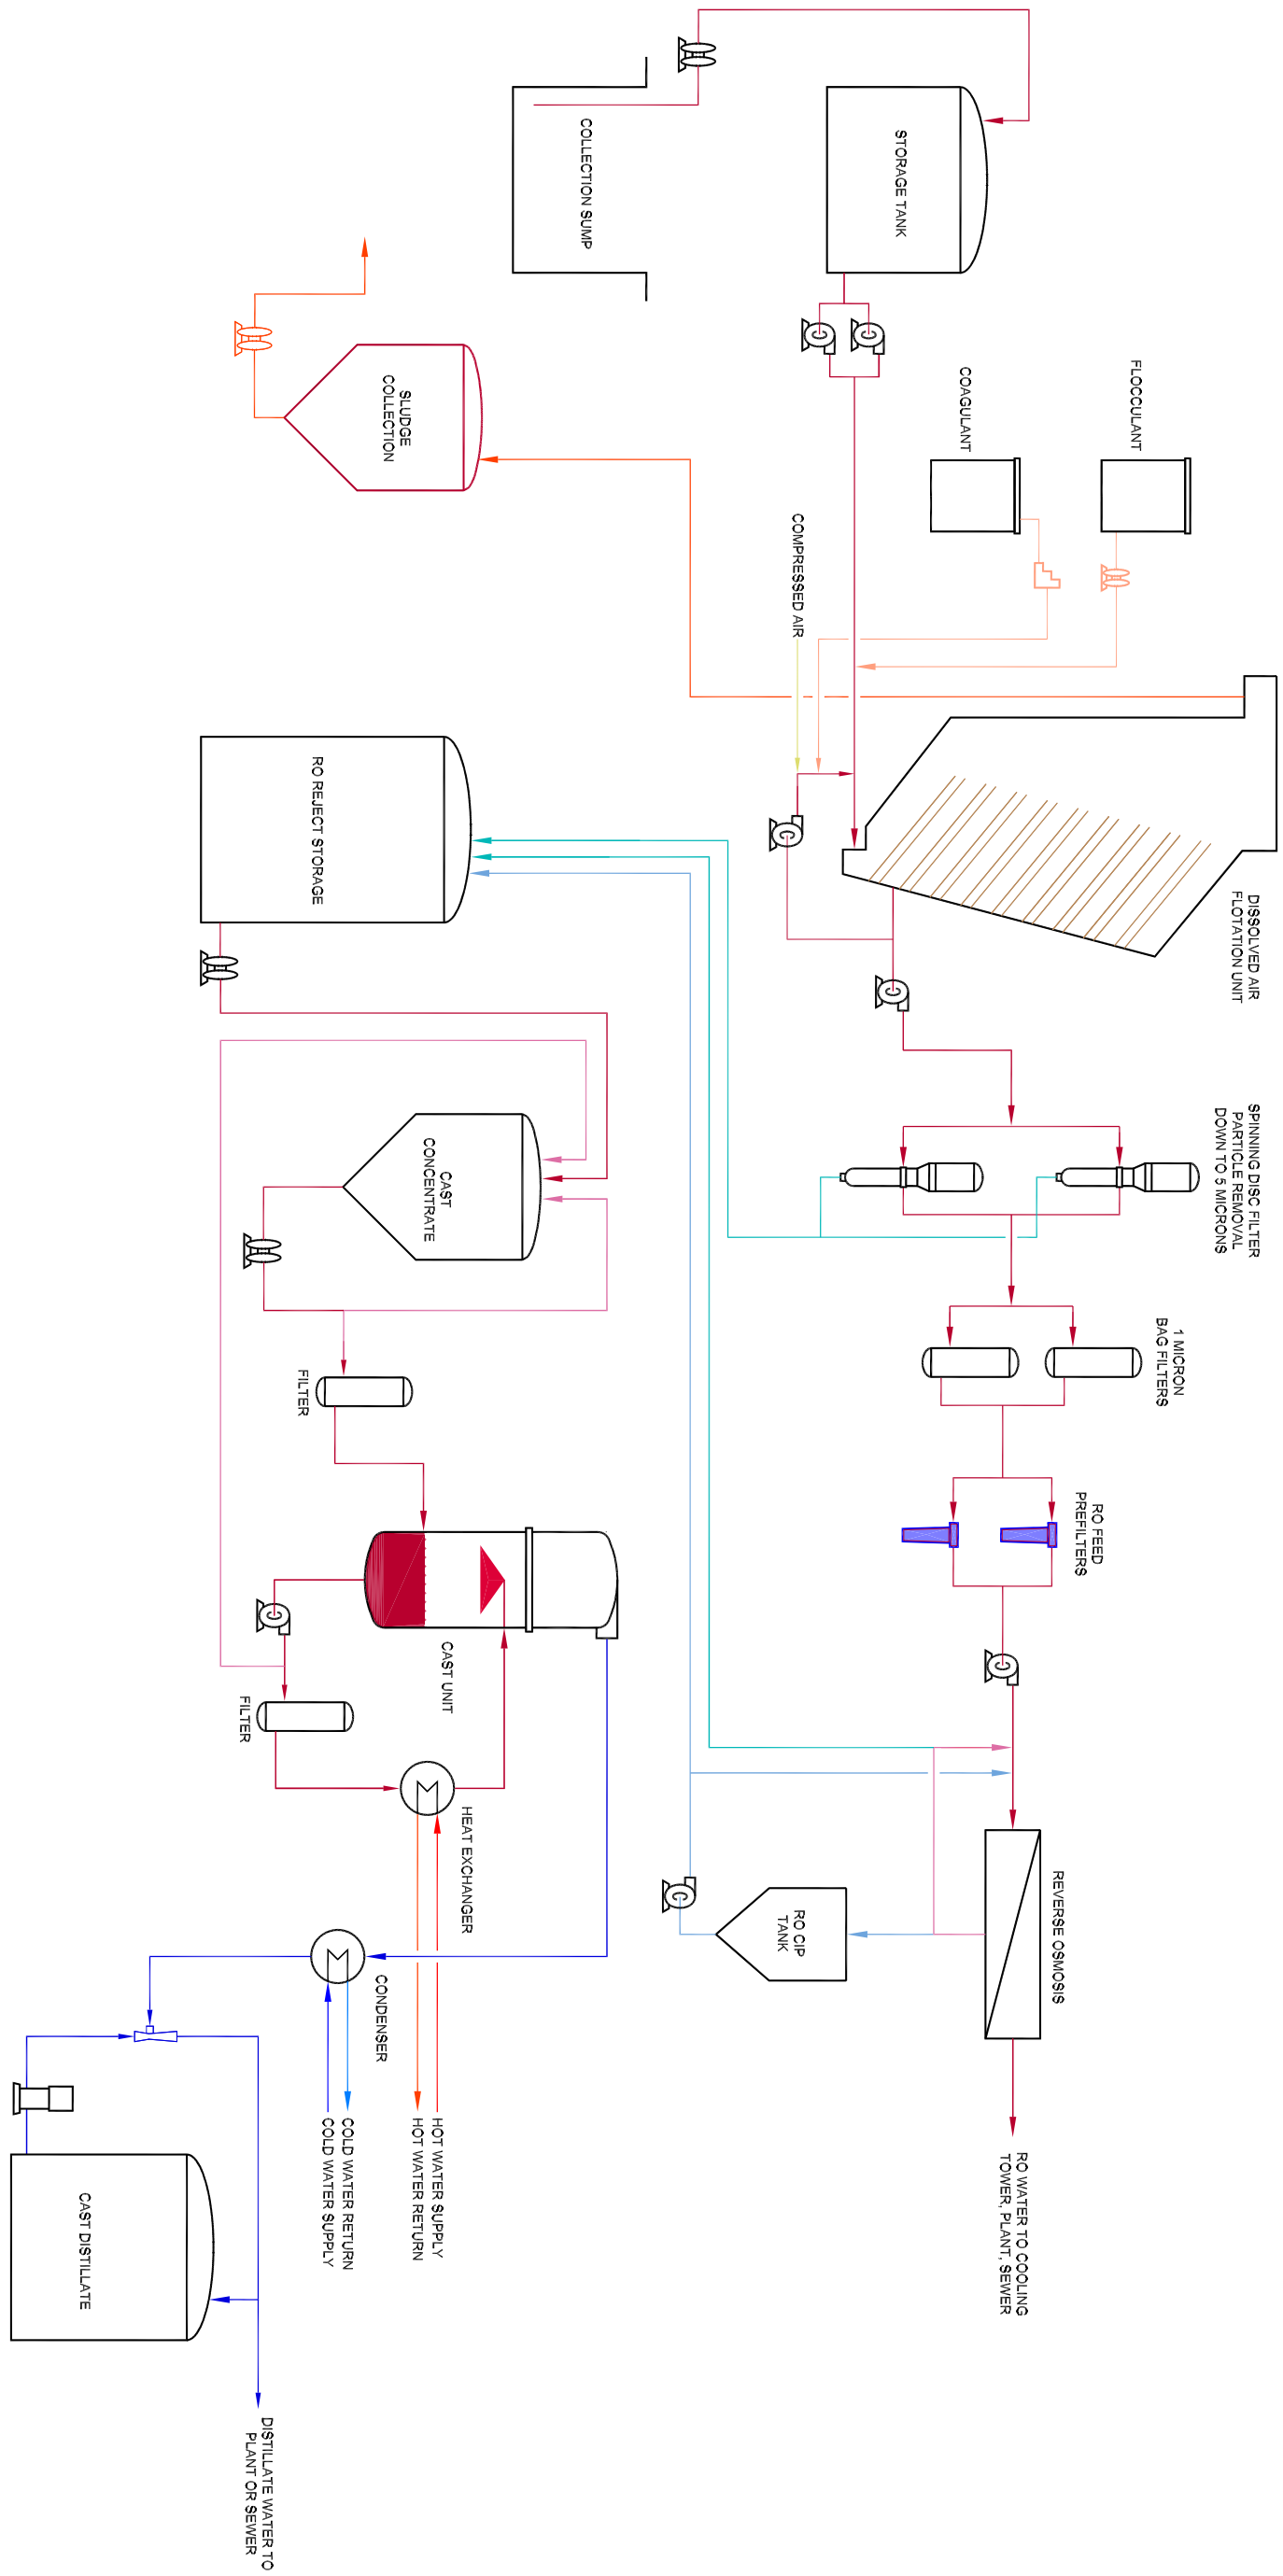 COLLECTION SUMP
STORAGE TANK
FLOCCULANT
COAGULANT
SLUDGE
COLLECTION
COMPRESSED AIR
DISSOLVED AIR
FLOTATION UNIT
RO REJECT STORAGE
SPINNING DISC FILTER
PARTICLE REMOVAL
DOWN TO 5 MICRONS
CAST
CONCENTRATE
1 MICRON
BAG FILTERS
FILTER
RO FEED
PREFILTERS
CAST UNIT
FILTER
HEAT EXCHANGER
REVERSE OSMOSIS
RO CIP
TANK
CONDENSER
HOT WATER SUPPLY
HOT WATER RETURN
COLD WATER RETURN
COLD WATER SUPPLY
RO WATER TO COOLING
TOWER, PLANT, SEWER
CAST DISTILLATE
DISTILLATE WATER TO
PLANT OR SEWER